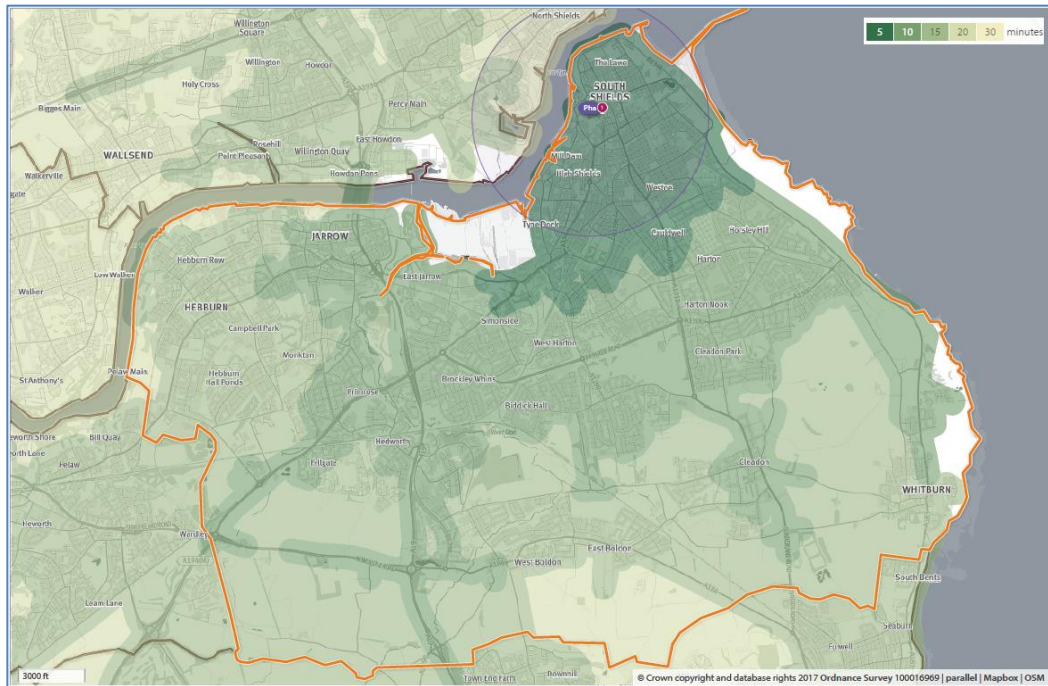 North Shields
Willington
Square
5 10 15 20 30 minutes
Willington
Howdon
The Lawe
Holy Cross
SOUTH
SHIELDS
Percy Main
Bigges Main
Pha
1
East Howdon
Rosehill
WALLSEND
Willington Quay
Mill Dam
Point Pleasant
High Shields
Walkerville
Howdon Pans
Westoe
Tyne Dock
Horsley Hill
JARROW
Cauldwell
Hebburn Row
Harton
Low Walker
East Jarrow
Walker
HEBBURN
Harton Nook
Simonside
Campbell Park
West Harton
Cleadon Park
Monkton
St Anthony's
Pelaw Main
Hebburn
Hall Ponds
Brockley Whins
Primrose
Biddick Hall
Bill Quay
Hedworth
Pelaw
Fellgate
Cleadon
WHITBURN
Heworth
Wardley
East Boldon
West Boldon
South Bents
Leam Lane
Seaburn
Fulwell
3000 ft
Town End Farm
Downhill
© Crown copyright and database rights 2017 Ordnance Survey 100016969 | parallel | Mapbox | OSM